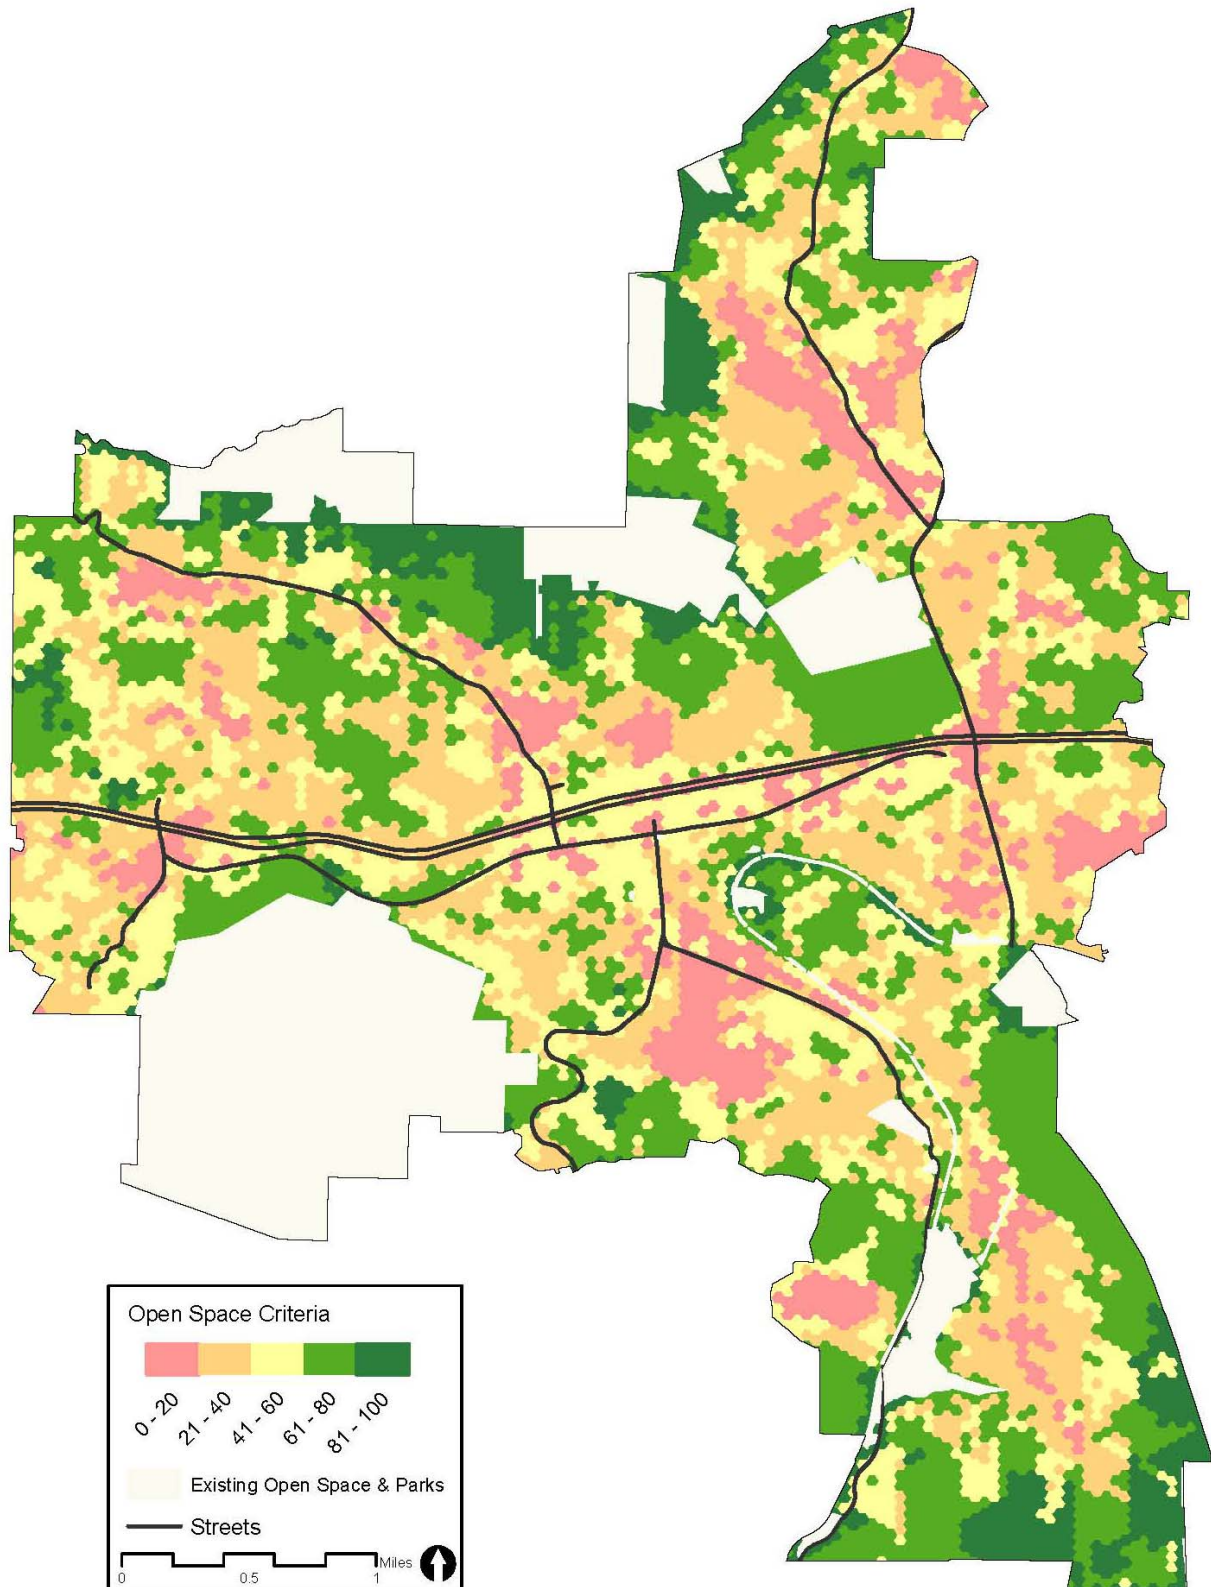 Open Space Criteria
0 - 20
21 - 40
41 - 60
61 - 80
81 - 100
Existing Open Space & Parks
Streets
Miles
0 0.5 1